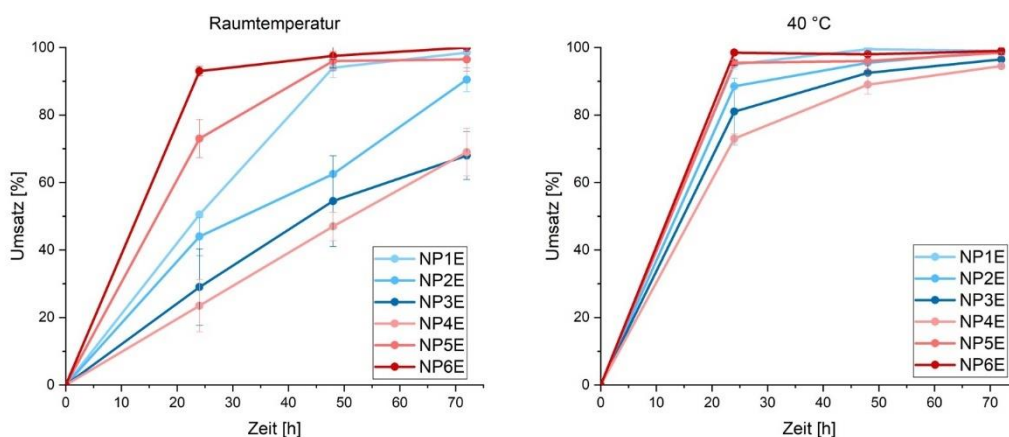 Raumtemperatur
Umsatz [%]
100
80
60
40
20
0
0 10 20 30 40 50 60 70
Zeit [h]
NP1E
NP2E
NP3E
NP4E
NP5E
NP6E
40 °C
Umsatz [%]
100
80
60
40
20
0
0 10 20 30 40 50 60 70
Zeit [h]
NP1E
NP2E
NP3E
NP4E
NP5E
NP6E